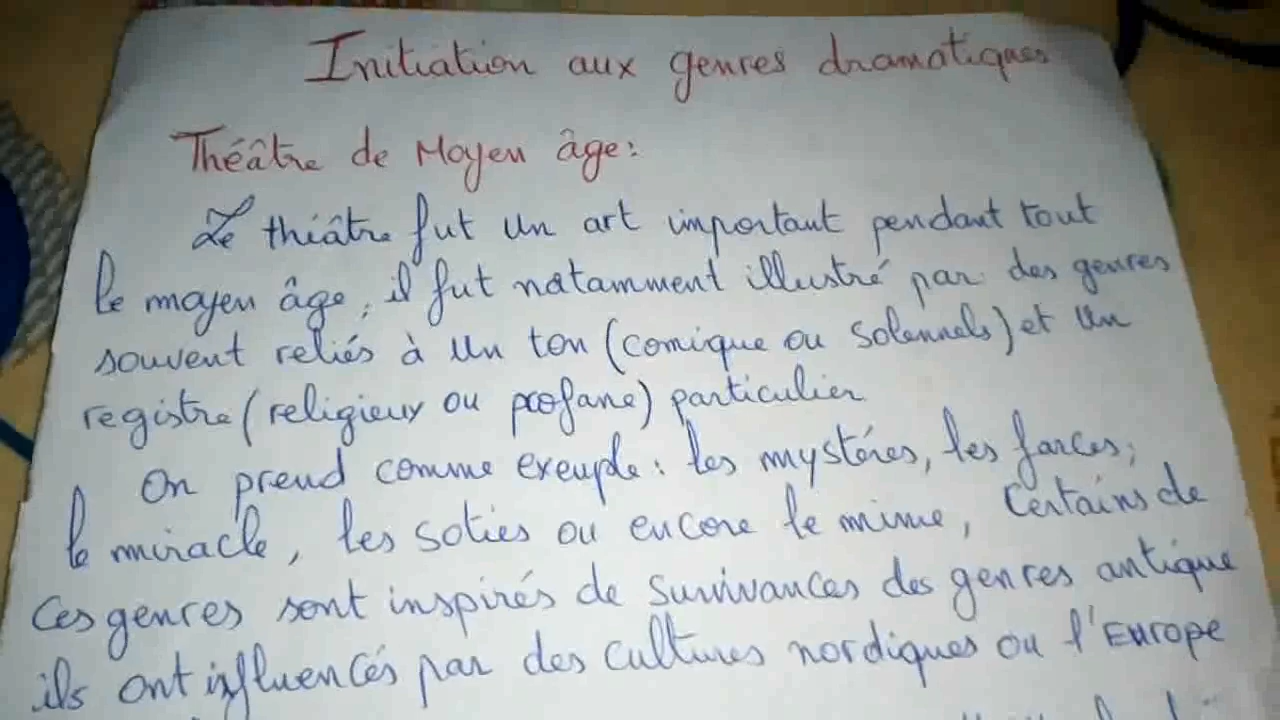 Initiation aux genres dramatiques
Théâtre de Moyen âge:
Le théâtre fut un art important pendant tout
le moyen âge, il fut notamment illustré par des genres
souvent reliés à un ton (comique ou solennels) et un
registre (religieux ou profane) particulier
On prend comme exemple: les mystéres, les farces,
le miracle, les soties ou encore le mime, Certains de
ces genres sont inspirés de survivances des genres antique
ils ont influencés par des cultures nordiques ou l'Europe